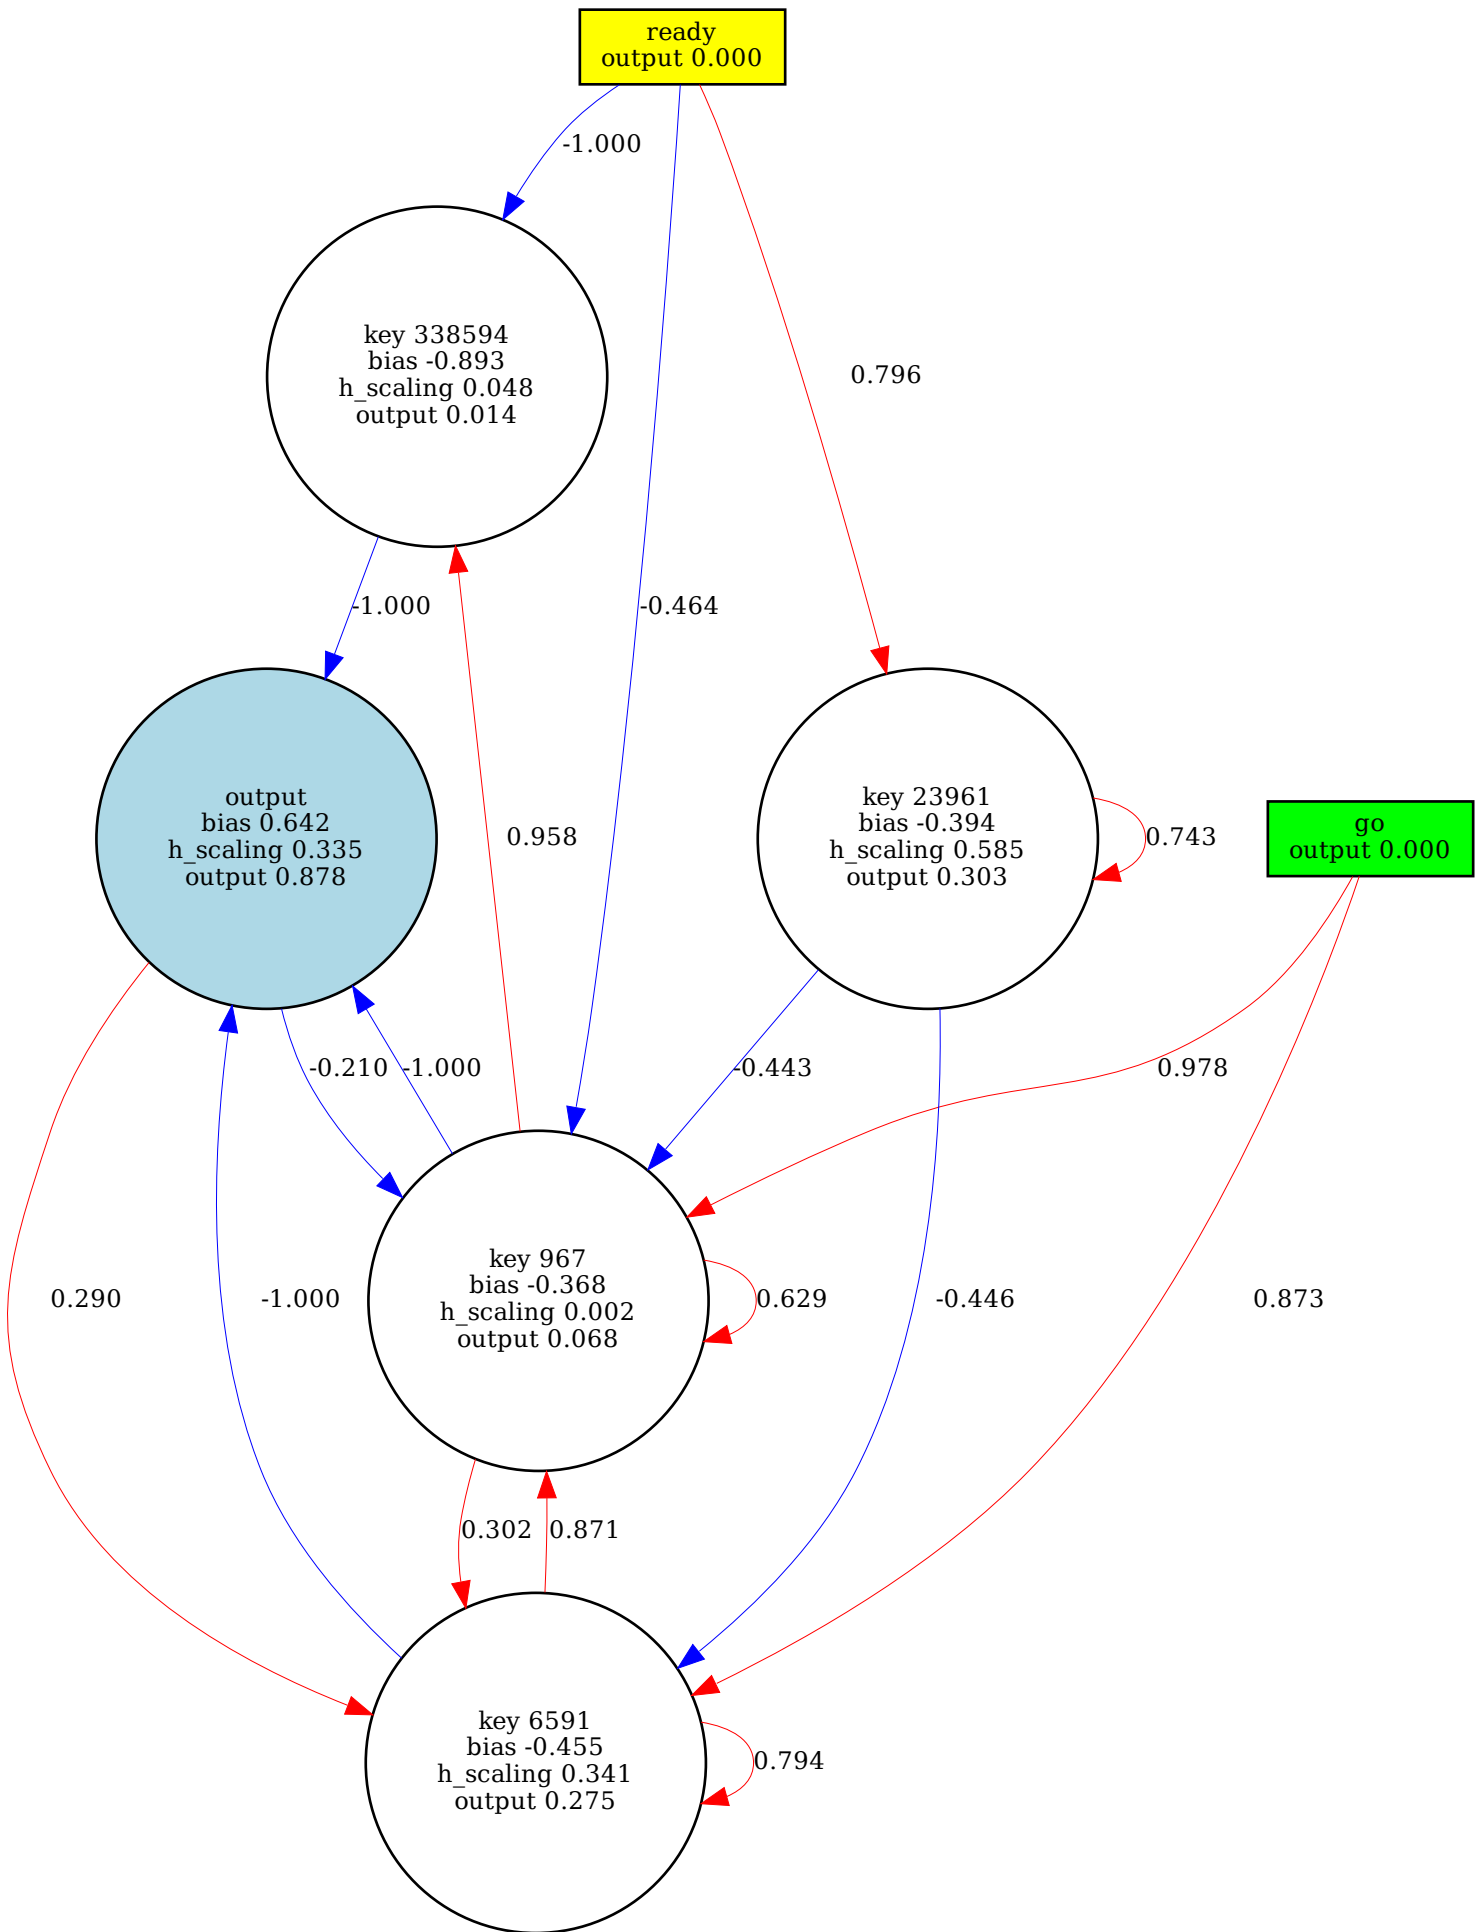 ready
output 0.000
-1.000
key 338594
bias -0.893
h_scaling 0.048
output 0.014
0.796
-1.000
-0.464
output
bias 0.642
h_scaling 0.335
output 0.878
0.958
key 23961
bias -0.394
h_scaling 0.585
output 0.303
0.743
go
output 0.000
-0.210
-1.000
-0.443
0.978
0.290
-1.000
key 967
bias -0.368
h_scaling 0.002
output 0.068
0.629
-0.446
0.873
0.302
0.871
key 6591
bias -0.455
h_scaling 0.341
output 0.275
0.794